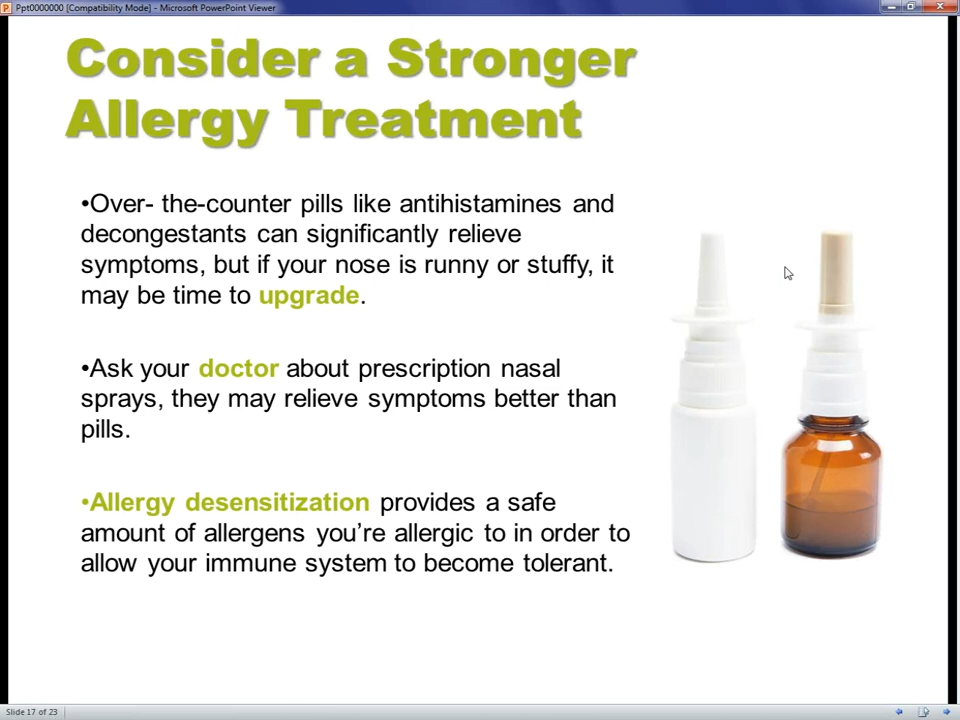 Ppt0000000 [Compatibility Mode] - Microsoft PowerPoint Viewer
Consider a Stronger
Allergy Treatment
•Over- the-counter pills like antihistamines and
decongestants can significantly relieve
symptoms, but if your nose is runny or stuffy, it
may be time to upgrade.
•Ask your doctor about prescription nasal
sprays, they may relieve symptoms better than
pills.
•Allergy desensitization provides a safe
amount of allergens you’re allergic to in order to
allow your immune system to become tolerant.
Slide 17 of 23